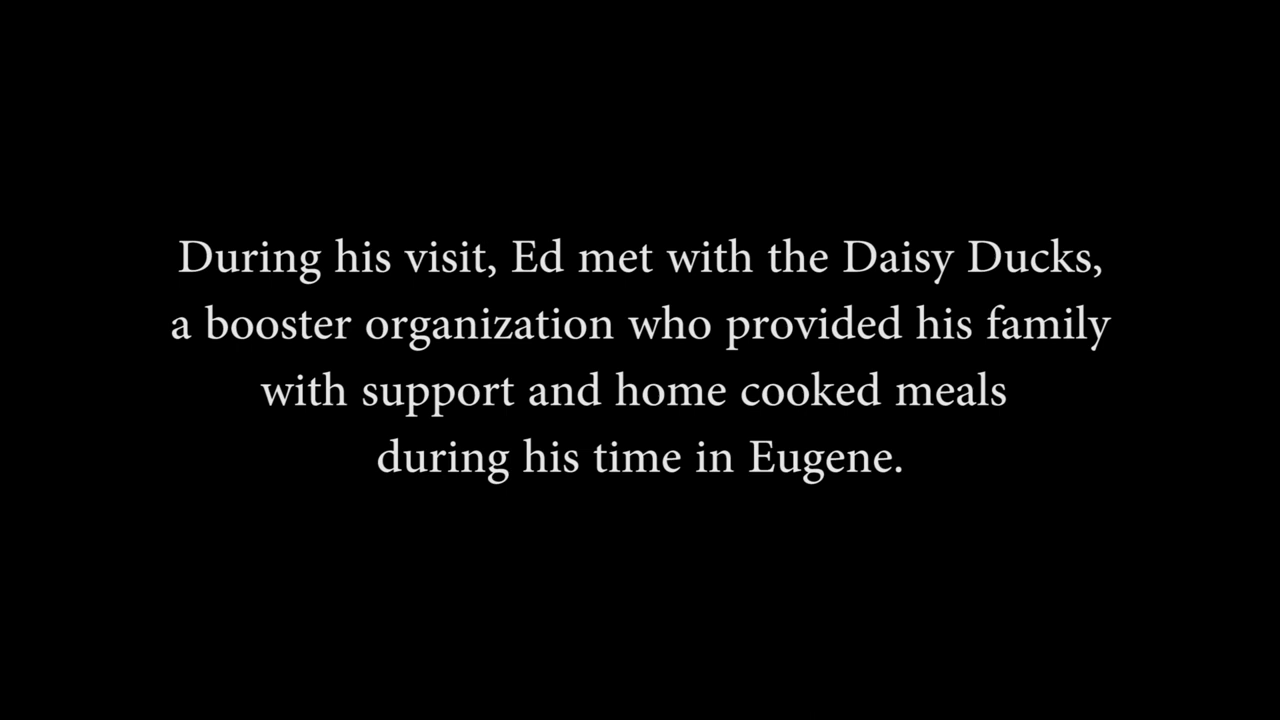 During his visit, Ed met with the Daisy Ducks,
a booster organization who provided his family
with support and home cooked meals
during his time in Eugene.